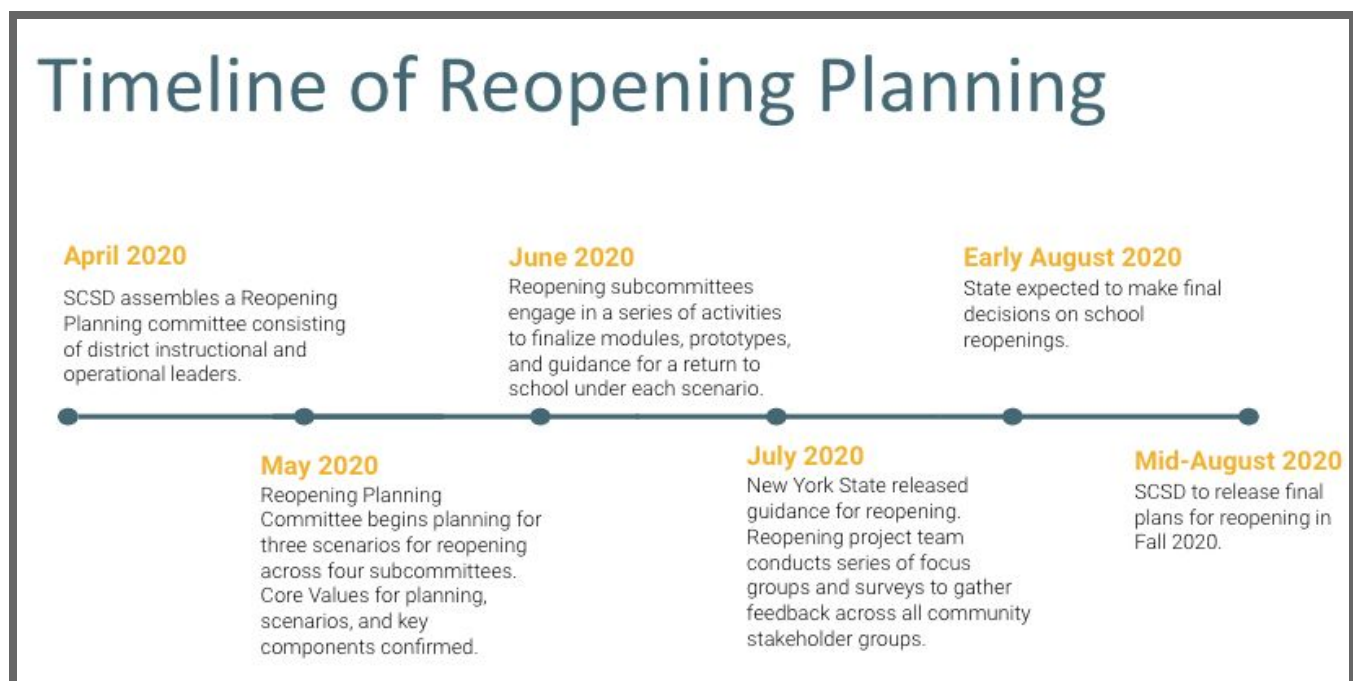 Timeline of Reopening Planning
April 2020
SCSD assembles a Reopening
Planning committee consisting
of district instructional and
operational leaders.
May 2020
Reopening Planning
Committee begins planning for
three scenarios for reopening
across four subcommittees.
Core Values for planning,
scenarios, and key
components confirmed.
June 2020
Reopening subcommittees
engage in a series of activities
to finalize modules, prototypes,
and guidance for a return to
school under each scenario.
July 2020
New York State released
guidance for reopening.
Reopening project team
conducts series of focus
groups and surveys to gather
feedback across all community
stakeholder groups.
Early August 2020
State expected to make final
decisions on school
reopenings.
Mid-August 2020
SCSD to release final
plans for reopening in
Fall 2020.